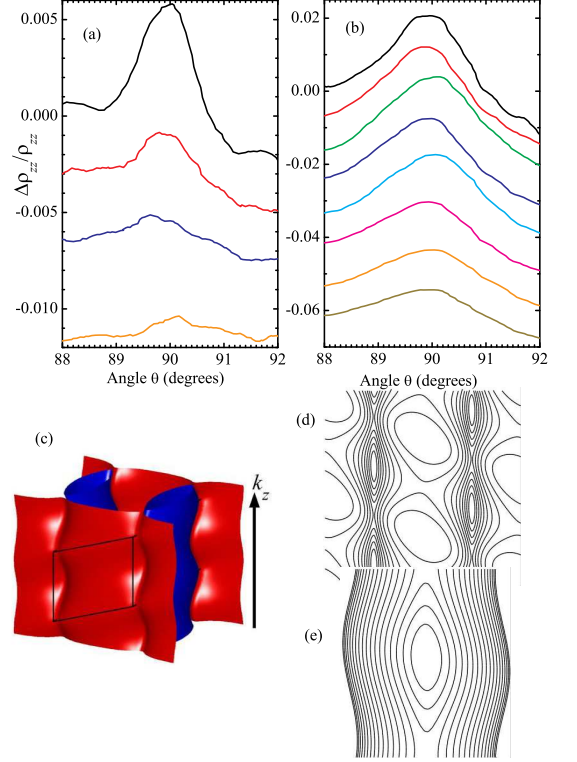 0.005
0.000
-0.005
-0.010
Δρzz/ρzz
(a)
88 89 90 91 92
Angle θ (degrees)
0.02
0.00
-0.02
-0.04
-0.06
(b)
88 89 90 91 92
Angle θ (degrees)
(c)
kz
(d)
(e)